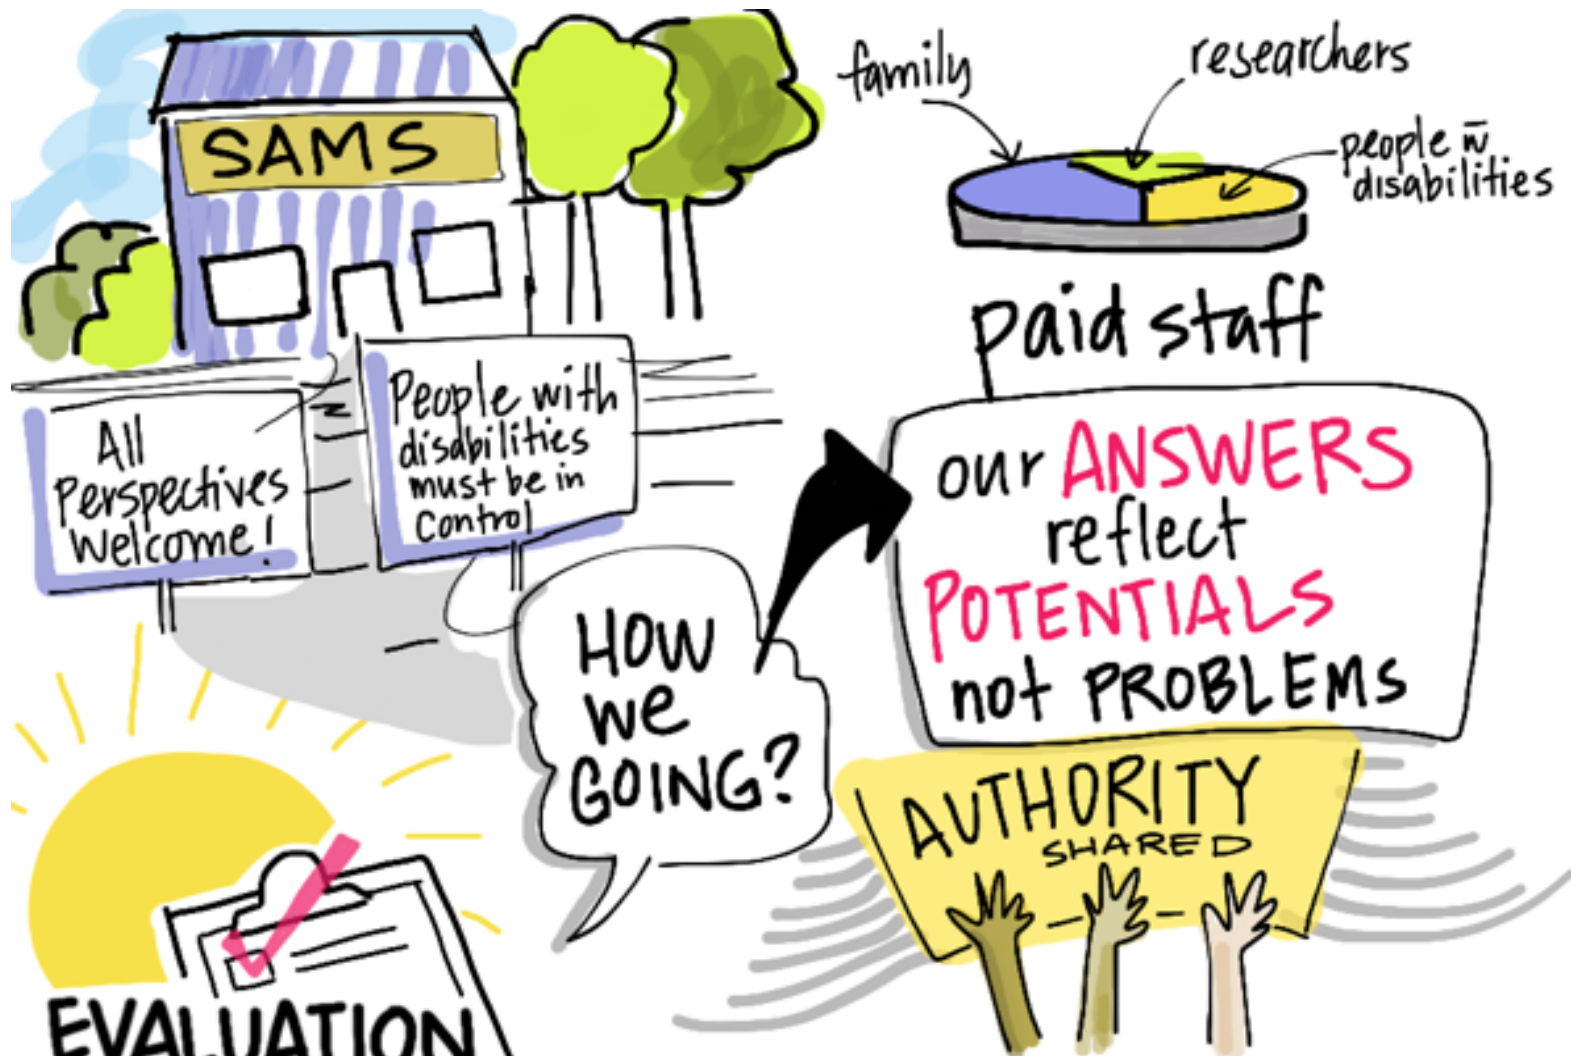 SAMS
All
Perspectives
Welcome!
People with
disabilities
must be in
Control
family
researchers
people w̄
disabilities
paid staff
HOW
we
GOING?
our ANSWERS
reflect
POTENTIALS
not PROBLEMS
AUTHORITY
SHARED
EVALUATION